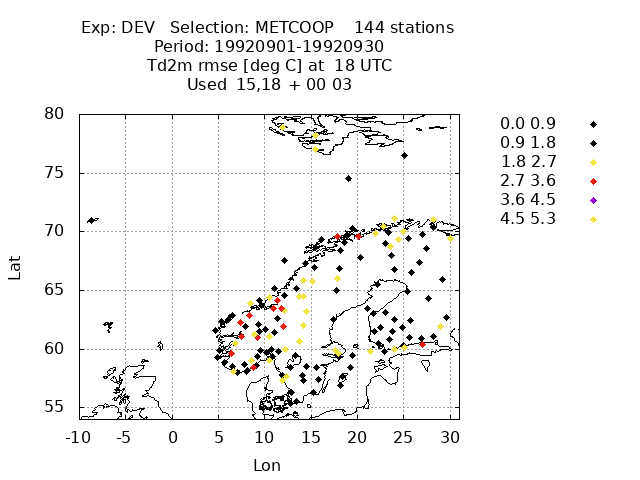 Exp: DEV Selection: METCOOP 144 stations
Period: 19920901-19920930
Td2m rmse [deg C] at 18 UTC
Used 15,18 + 00 03
80
75
70
65
60
55
-10 -5 0 5 10 15 20 25 30
Lat
Lon
0.0 0.9
0.9 1.8
1.8 2.7
2.7 3.6
3.6 4.5
4.5 5.3